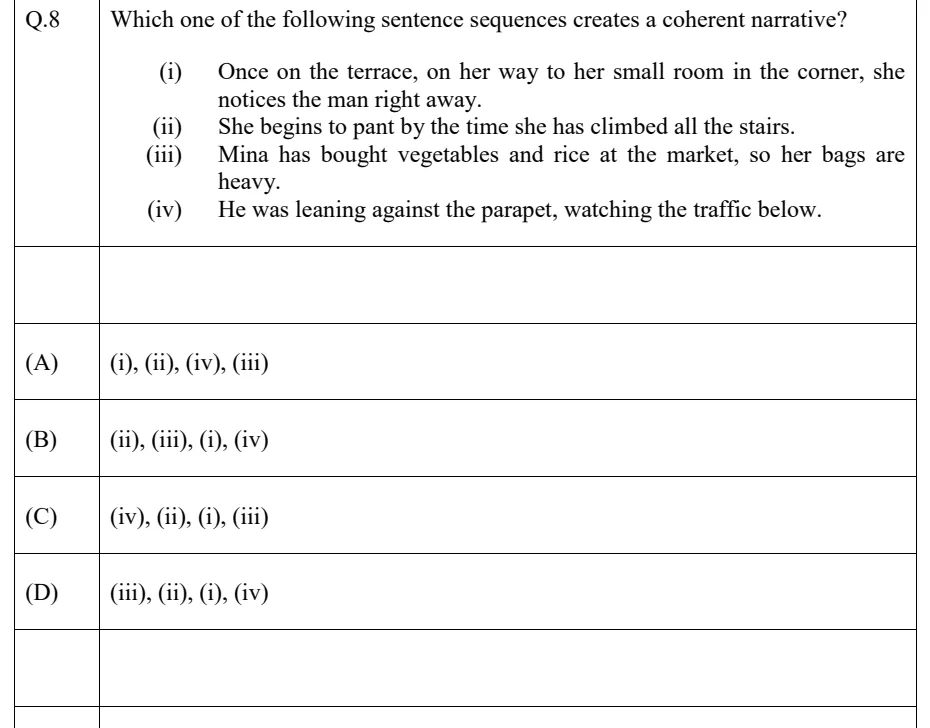 Q.8 Which one of the following sentence sequences creates a coherent narrative?
(i) Once on the terrace, on her way to her small room in the corner, she
notices the man right away.
(ii) She begins to pant by the time she has climbed all the stairs.
(iii) Mina has bought vegetables and rice at the market, so her bags are
heavy.
(iv) He was leaning against the parapet, watching the traffic below.
(A) (i), (ii), (iv), (iii)
(B) (ii), (iii), (i), (iv)
(C) (iv), (ii), (i), (iii)
(D) (iii), (ii), (i), (iv)